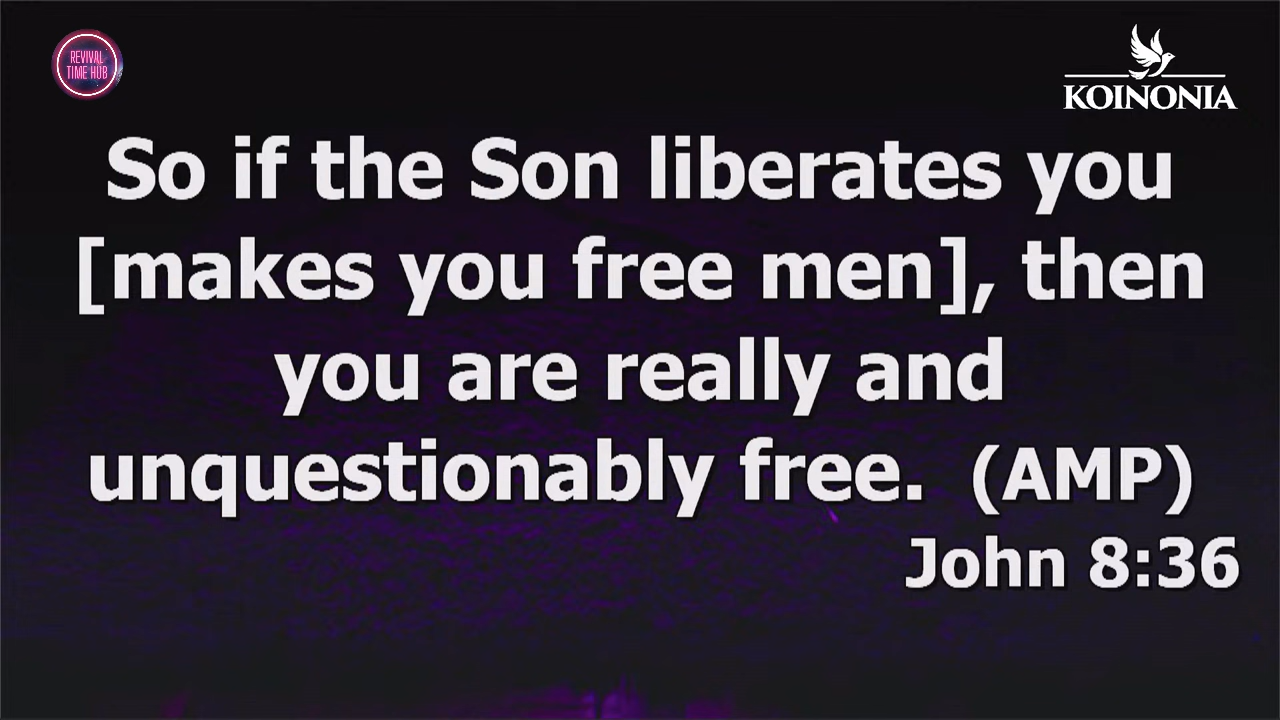 REVIVAL
TIME HUB
KOINONIA
So if the Son liberates you
[makes you free men], then
you are really and
unquestionably free. (AMP)
John 8:36